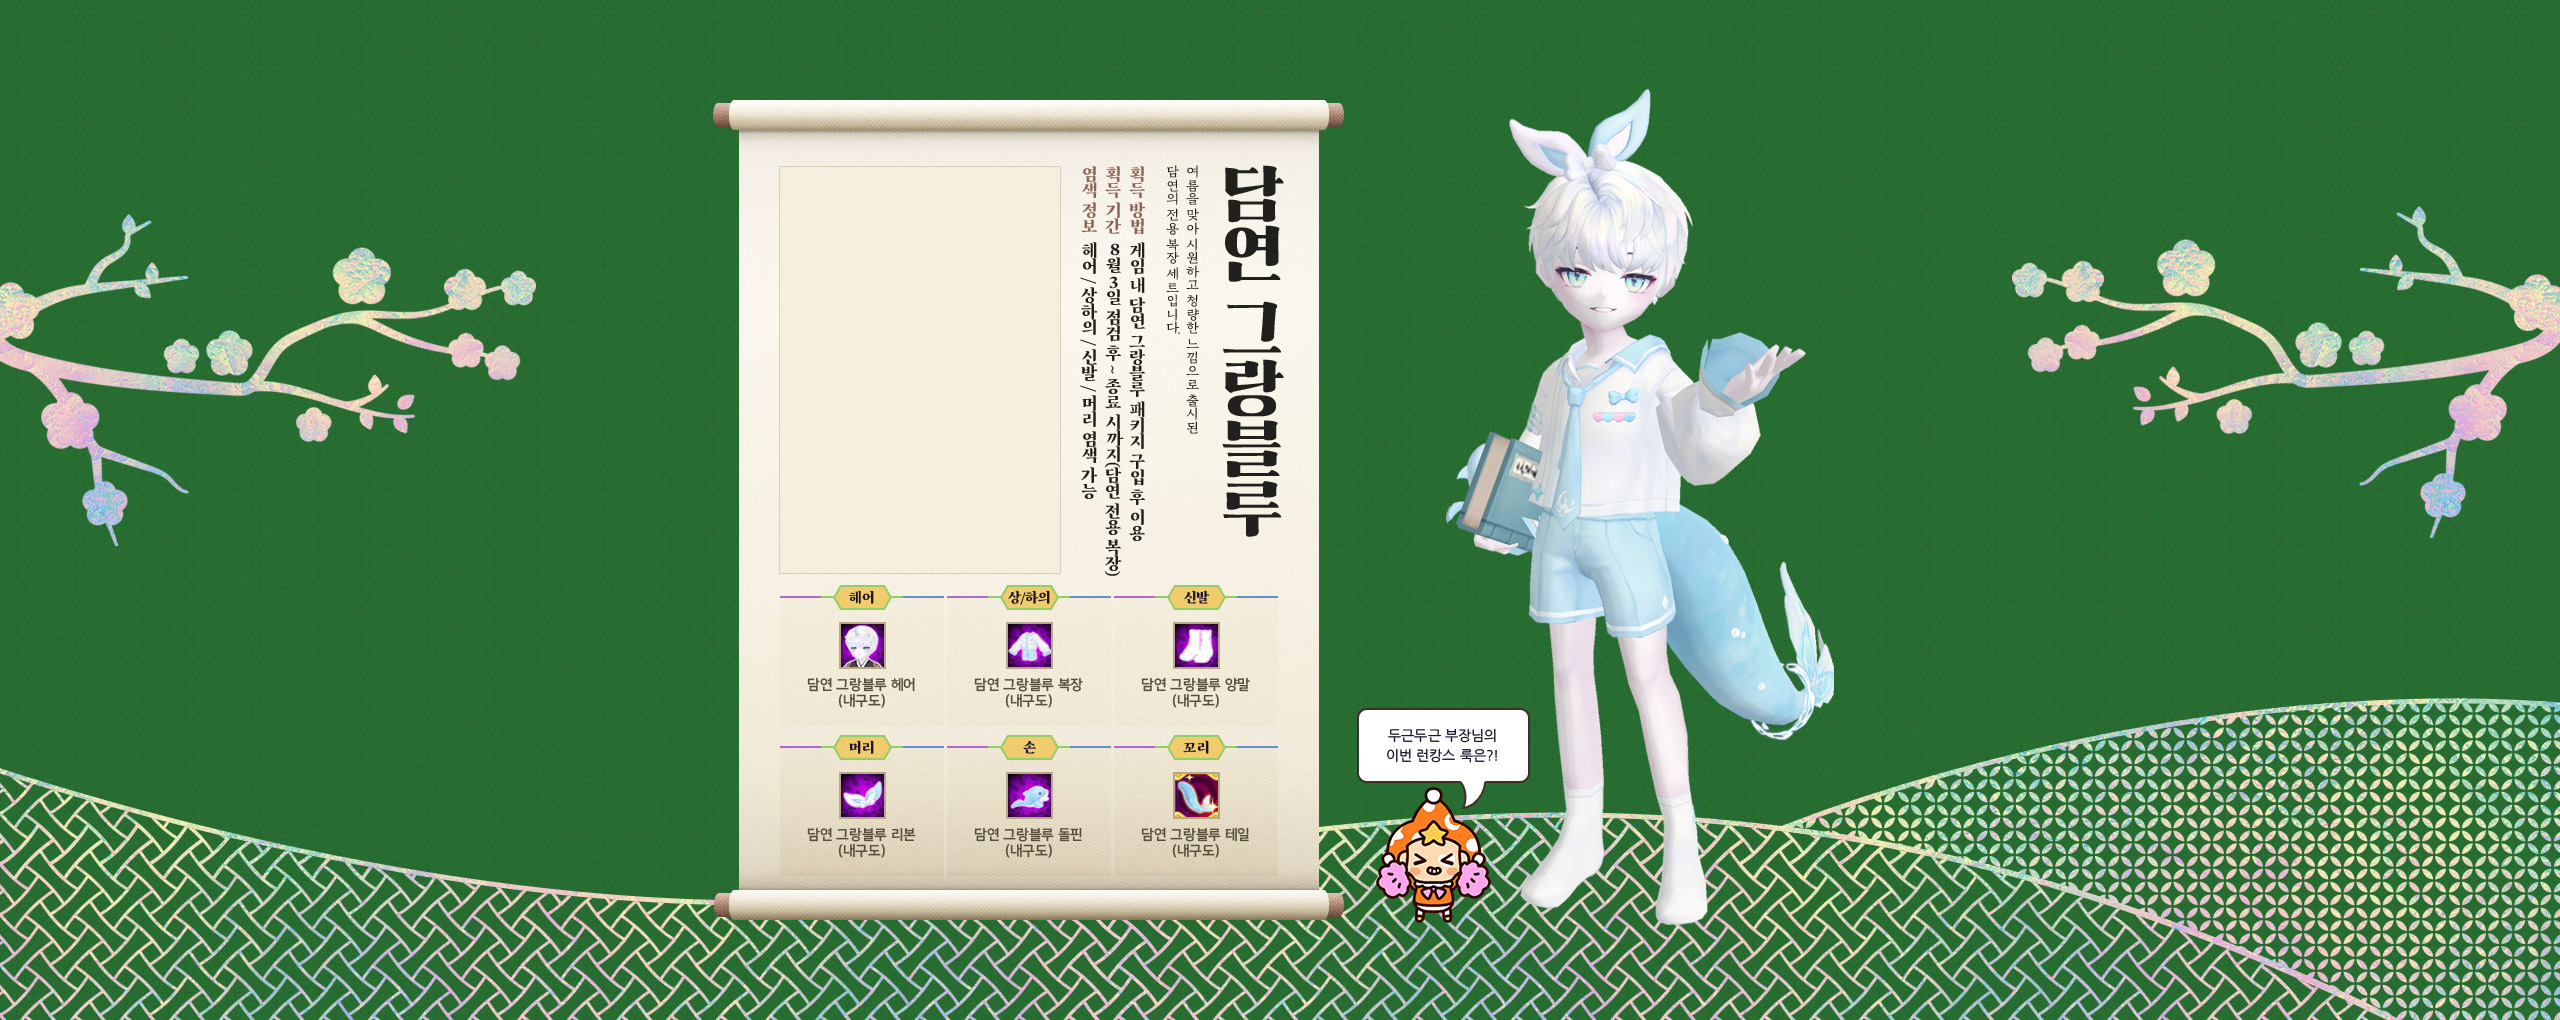 담연 그랑블루
여름을 맞아 시원하고 청량한 느낌으로 출시된
담연의 전용 복장 세트입니다.
획득 방법 게임 내 담연 그랑블루 패키지 구입 후 이용
획득 기간 8월 3일 점검 후 ~ 종료 시까지(담연 전용 복장)
염색 정보 헤어 / 상하의 / 신발 / 머리 염색 가능
헤어
담연 그랑블루 헤어
(내구도)
상/하의
담연 그랑블루 복장
(내구도)
신발
담연 그랑블루 양말
(내구도)
머리
담연 그랑블루 리본
(내구도)
손
담연 그랑블루 돌핀
(내구도)
꼬리
담연 그랑블루 테일
(내구도)
두근두근 부장님의
이번 런캉스 룩은?!